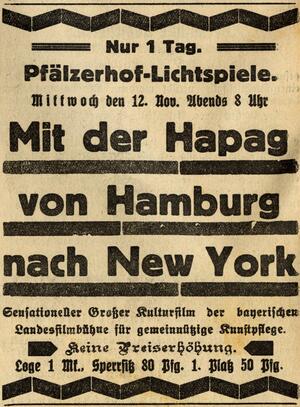 Nur 1 Tag.
Pfälzerhof-Lichtspiele.
Mittwoch den 12. Nov. Abends 8 Uhr
Mit der Hapag
von Hamburg
nach New York
Sensationeller Großer Kulturfilm der bayerischen
Landesfilmbühne für gemeinnützige Kunstpflege.
Keine Preiserhöhung.
Loge 1 Mk. Sperrsitz 80 Pfg. 1. Platz 50 Pfg.